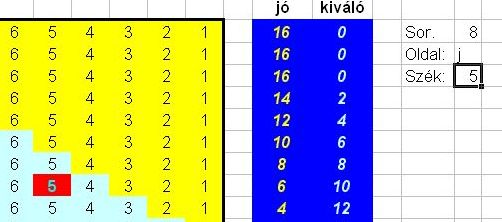 jó kiváló
6 5 4 3 2 1 16 0 Sor. 8
6 5 4 3 2 1 16 0 Oldal: j
6 5 4 3 2 1 16 0 Szék: 5
6 5 4 3 2 1 14 2
6 5 4 3 2 1 12 4
6 5 4 3 2 1 10 6
6 5 4 3 2 1 8 8
6 5 4 3 2 1 6 10
6 5 4 3 2 1 4 12